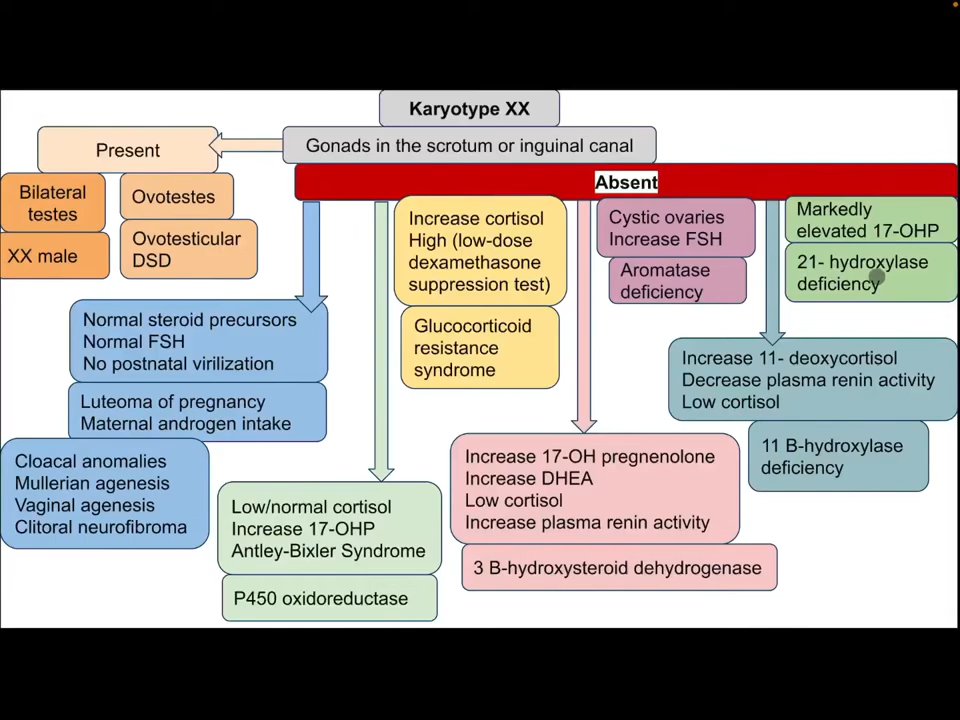 Karyotype XX
Gonads in the scrotum or inguinal canal
Present
Absent
Bilateral
testes
XX male
Ovotestes
Ovotesticular
DSD
Normal steroid precursors
Normal FSH
No postnatal virilization
Luteoma of pregnancy
Maternal androgen intake
Cloacal anomalies
Mullerian agenesis
Vaginal agenesis
Clitoral neurofibroma
Low/normal cortisol
Increase 17-OHP
Antley-Bixler Syndrome
P450 oxidoreductase
Increase cortisol
High (low-dose
dexamethasone
suppression test)
Glucocorticoid
resistance
syndrome
Increase 17-OH pregnenolone
Increase DHEA
Low cortisol
Increase plasma renin activity
3 B-hydroxysteroid dehydrogenase
Cystic ovaries
Increase FSH
Aromatase
deficiency
Increase 11- deoxycortisol
Decrease plasma renin activity
Low cortisol
11 B-hydroxylase
deficiency
Markedly
elevated 17-OHP
21- hydroxylase
deficiency